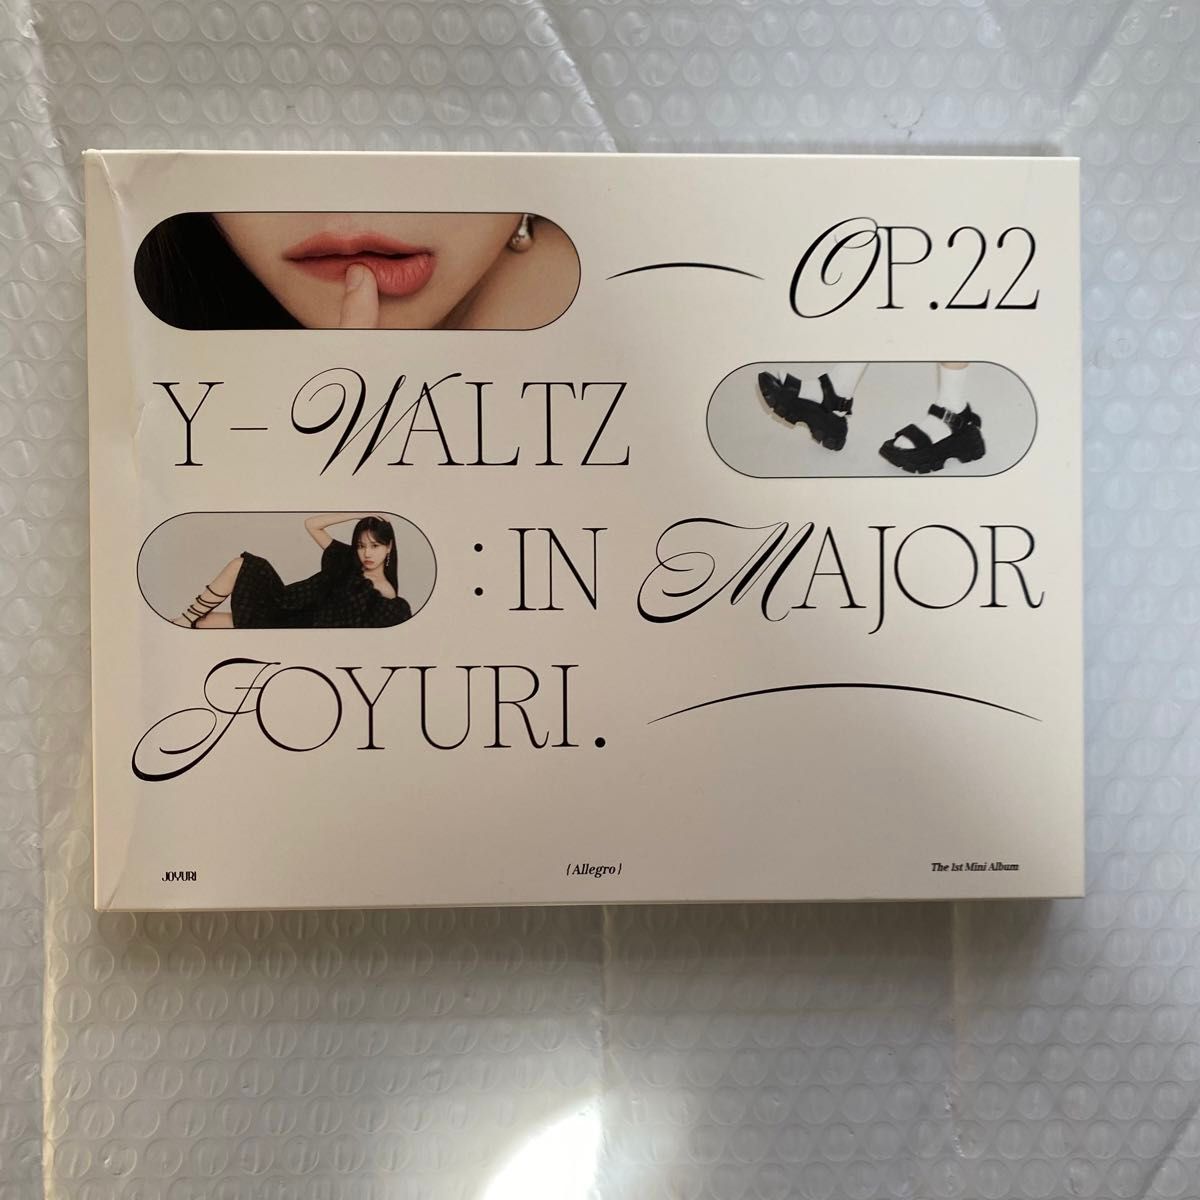 OP.22
Y-WALTZ
:IN MAJOR
JOYURI.
JOYURI
{Allegro}
The 1st Mini Album